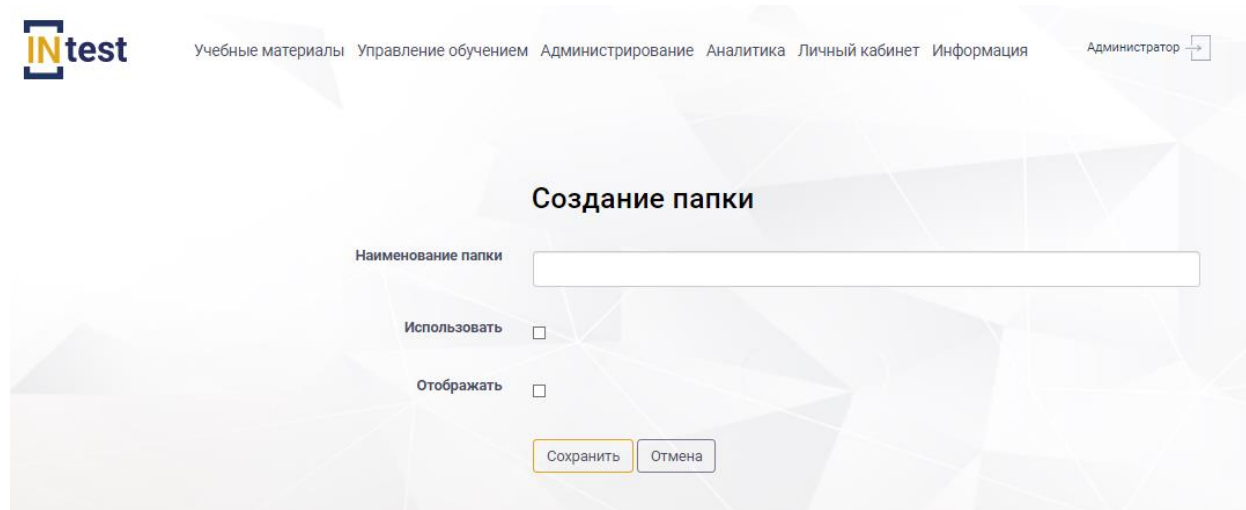 INtest
Учебные материалы Управление обучением Администрирование Аналитика Личный кабинет Информация Администратор
Создание папки
Наименование папки
Использовать
Отображать
Сохранить Отмена